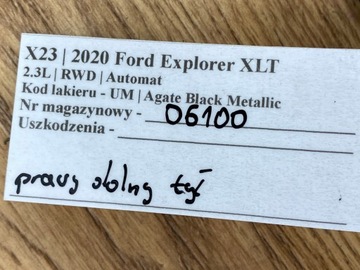 X23 | 2020 Ford Explorer XLT
2.3L | RWD | Automat
Kod lakieru - UM | Agate Black Metallic
Nr magazynowy - 06100
Uszkodzenia -
prawy dolny tył